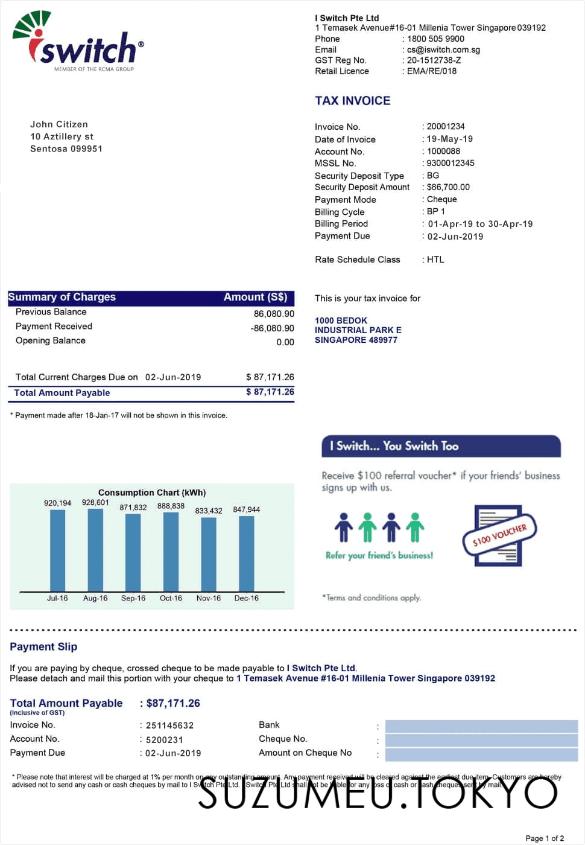 iswitch®
MEMBER OF THE RCMA GROUP
I Switch Pte Ltd
1 Temasek Avenue#16-01 Millenia Tower Singapore 039192
Phone : 1800 505 9900
Email : cs@iswitch.com.sg
GST Reg No. : 20-1512738-Z
Retail Licence : EMA/RE/018
TAX INVOICE
John Citizen
10 Aztillery st
Sentosa 099951
Invoice No. : 20001234
Date of Invoice : 19-May-19
Account No. : 1000088
MSSL No. : 9300012345
Security Deposit Type : BG
Security Deposit Amount : $86,700.00
Payment Mode : Cheque
Billing Cycle : BP 1
Billing Period : 01-Apr-19 to 30-Apr-19
Payment Due : 02-Jun-2019
Rate Schedule Class : HTL
Summary of Charges Amount (S$)
Previous Balance 86,080.90
Payment Received -86,080.90
Opening Balance 0.00
Total Current Charges Due on 02-Jun-2019 $ 87,171.26
Total Amount Payable $ 87,171.26
* Payment made after 18-Jan-17 will not be shown in this invoice.
This is your tax invoice for
1000 BEDOK
INDUSTRIAL PARK E
SINGAPORE 489977
I Switch... You Switch Too
Receive $100 referral voucher* if your friends' business
signs up with us.
$100 VOUCHER
Refer your friend's business!
*Terms and conditions apply.
Consumption Chart (kWh)
920,194 928,601 871,832 888,838 833,432 847,944
Jul-16 Aug-16 Sep-16 Oct-16 Nov-16 Dec-16
Payment Slip
If you are paying by cheque, crossed cheque to be made payable to I Switch Pte Ltd.
Please detach and mail this portion with your cheque to 1 Temasek Avenue #16-01 Millenia Tower Singapore 039192
Total Amount Payable : $87,171.26
(Inclusive of GST)
Invoice No. : 251145632 Bank :
Account No. : 5200231 Cheque No. :
Payment Due : 02-Jun-2019 Amount on Cheque No :
* Please note that interest will be charged at 1% per month on any outstanding amount. Any payment received will be cleared against the earliest due item. Customers are hereby
advised not to send any cash or cash cheques by mail to I Switch Pte Ltd. I Switch Pte Ltd shall not be liable for any loss of cash or cash cheques sent by mail.
SUZUMEU.TOKYO
Page 1 of 2